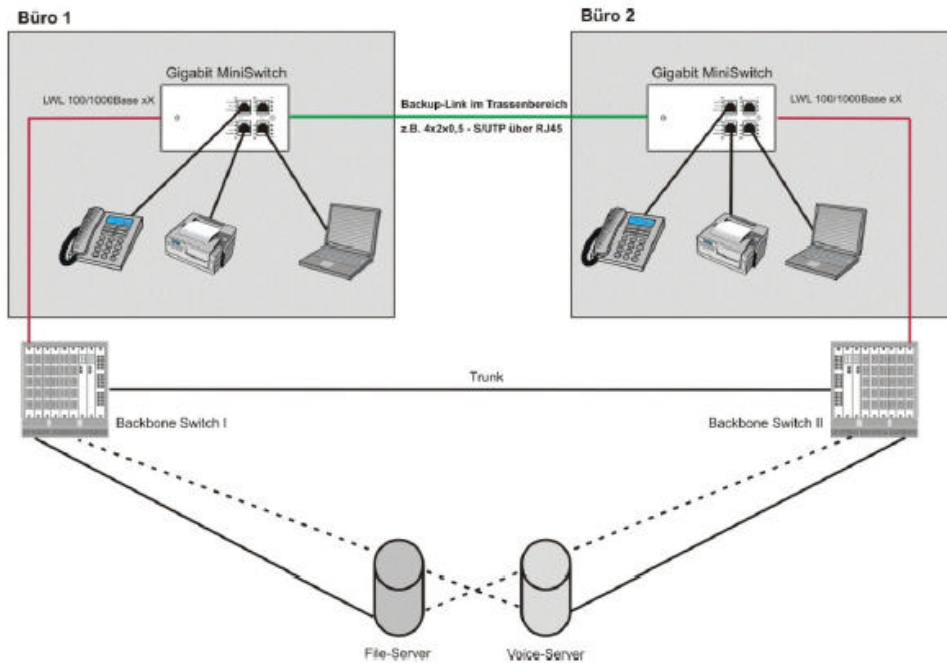 Büro 1
Büro 2
Gigabit MiniSwitch
Gigabit MiniSwitch
LWL 100/1000Base xX
Backup-Link im Trassenbereich
LWL 100/1000Base xX
z.B. 4x2x0,5 - S/UTP über RJ45
Trunk
Backbone Switch I
Backbone Switch II
File-Server
Voice-Server